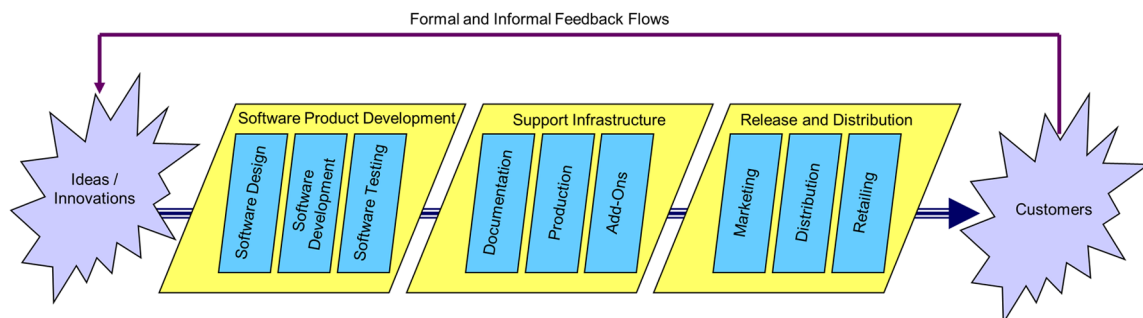 Formal and Informal Feedback Flows
Ideas /
Innovations
Software Product Development
Software Design
Software
Development
Software Testing
Support Infrastructure
Documentation
Production
Add-Ons
Release and Distribution
Marketing
Distribution
Retailing
Customers